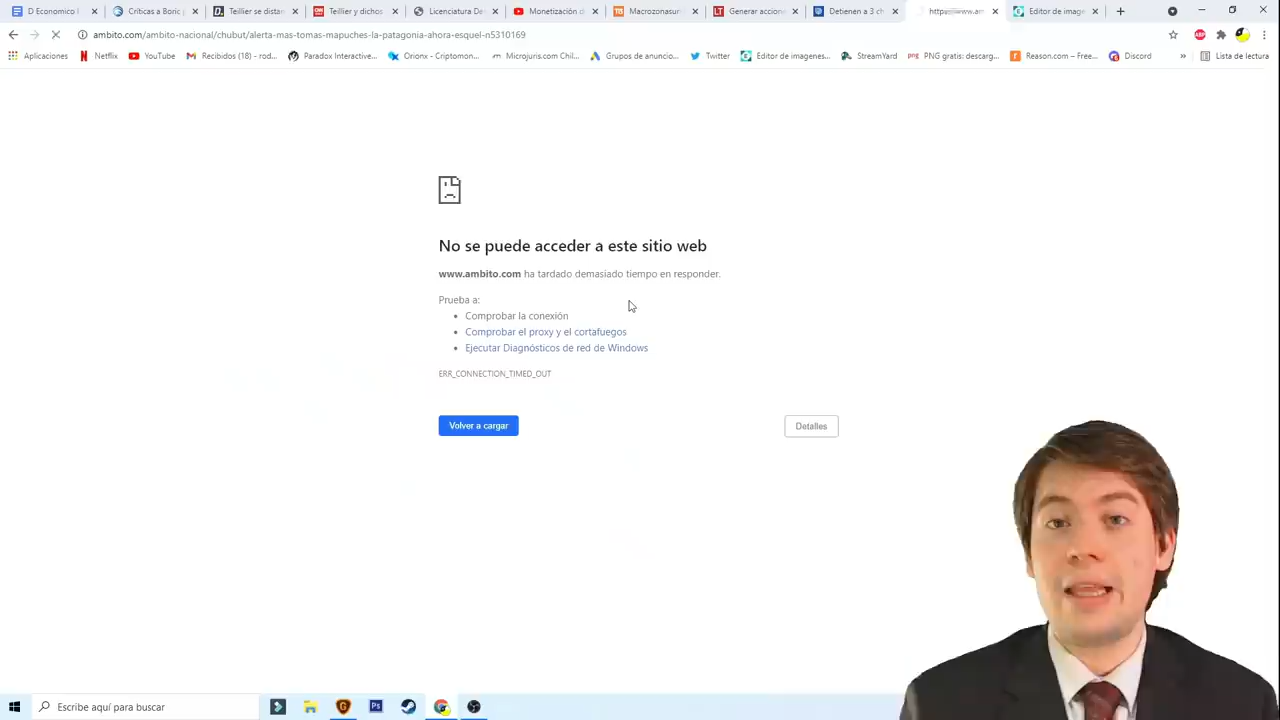 D Economico I
Críticas a Boric
Teillier se distan
Teillier y dichos
Licenciatura De
Monetización d
Macrozonasur
Generar accion
Detienen a 3 ch
Editor de image
ambito.com/ambito-nacional/chubut/alerta-mas-tomas-mapuches-la-patagonia-ahora-esquel-n5310169
Aplicaciones
Netflix
YouTube
Recibidos (18) - rod...
Paradox Interactive...
Orionx - Criptomon...
Microjuris.com Chil...
Grupos de anuncio...
Twitter
Editor de imagenes...
StreamYard
PNG gratis: descarg...
Reason.com – Free...
Discord
»
Lista de lectura
No se puede acceder a este sitio web
www.ambito.com ha tardado demasiado tiempo en responder.
Prueba a:
• Comprobar la conexión
• Comprobar el proxy y el cortafuegos
• Ejecutar Diagnósticos de red de Windows
ERR_CONNECTION_TIMED_OUT
Volver a cargar
Detalles
Escribe aquí para buscar